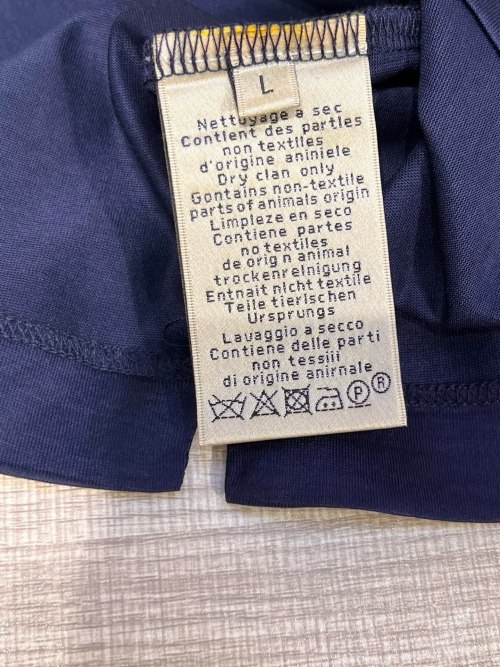 L
Nettoyage a sec
Contient des parties
non textiles
d'origine aniniele
Dry clan only
Gontains non-textile
parts of animals origin
Limpleze en seco
Contiene partes
no textiles
de origin animal
trockenreinigung
Entnait nicht textile
Teile tierischen
Ursprungs
Lavaggio a secco
Contiene delle parti
non tessiii
di origine anirnale
P ®